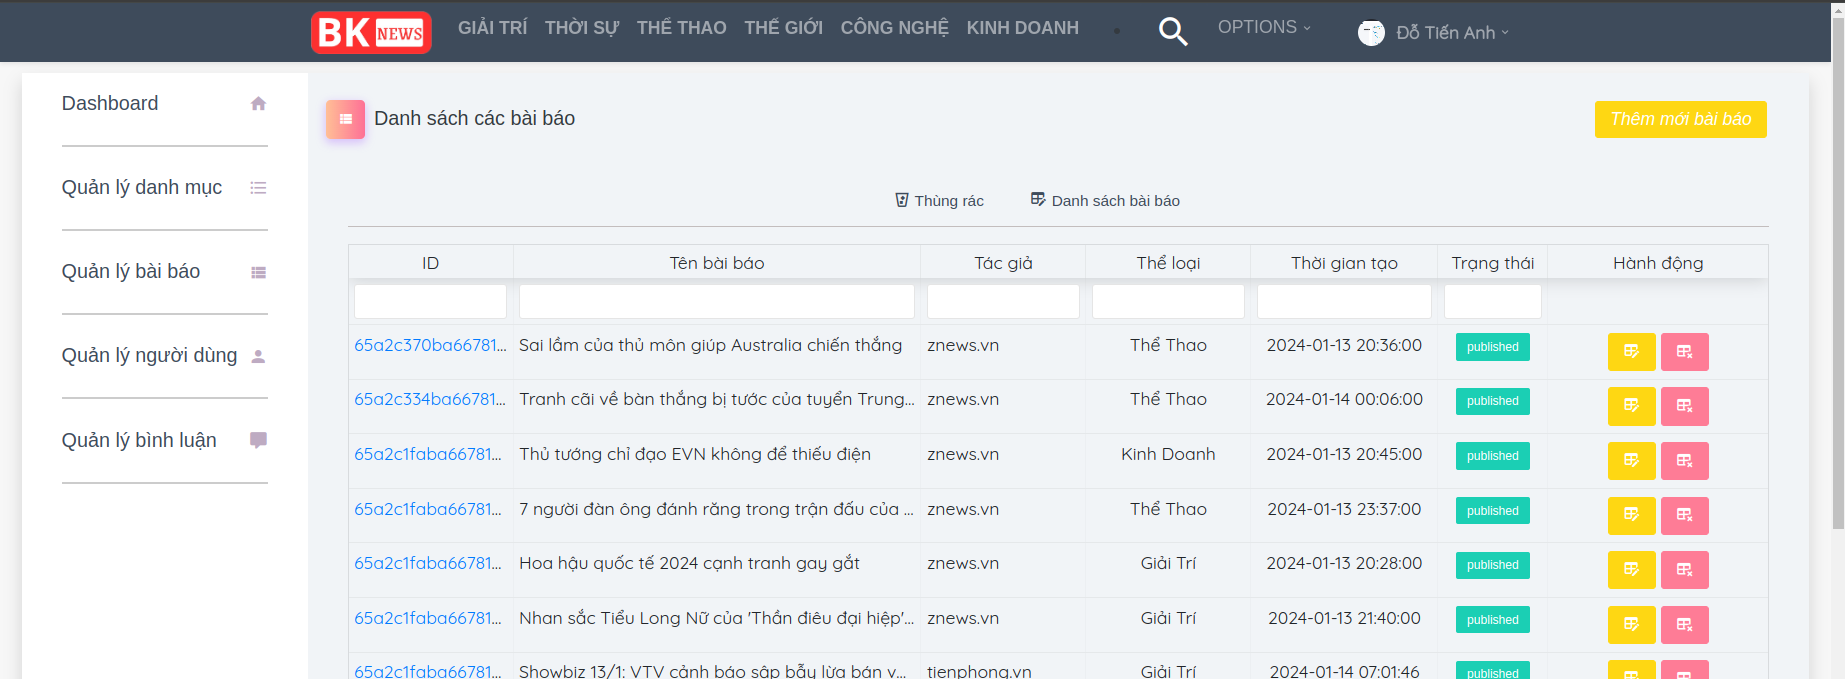 BK NEWS GIẢI TRÍ THỜI SỰ THỂ THAO THẾ GIỚI CÔNG NGHỆ KINH DOANH OPTIONS Đỗ Tiến Anh
Dashboard
Quản lý danh mục
Quản lý bài báo
Quản lý người dùng
Quản lý bình luận
Danh sách các bài báo
Thêm mới bài báo
Thùng rác Danh sách bài báo
ID Tên bài báo Tác giả Thể loại Thời gian tạo Trạng thái Hành động
65a2c370ba66781... Sai lầm của thủ môn giúp Australia chiến thắng znews.vn Thể Thao 2024-01-13 20:36:00 published
65a2c334ba66781... Tranh cãi về bàn thắng bị tước của tuyển Trung... znews.vn Thể Thao 2024-01-14 00:06:00 published
65a2c1faba66781... Thủ tướng chỉ đạo EVN không để thiếu điện znews.vn Kinh Doanh 2024-01-13 20:45:00 published
65a2c1faba66781... 7 người đàn ông đánh răng trong trận đấu của ... znews.vn Thể Thao 2024-01-13 23:37:00 published
65a2c1faba66781... Hoa hậu quốc tế 2024 cạnh tranh gay gắt znews.vn Giải Trí 2024-01-13 20:28:00 published
65a2c1faba66781... Nhan sắc Tiểu Long Nữ của 'Thần điêu đại hiệp'... znews.vn Giải Trí 2024-01-13 21:40:00 published
65a2c1faba66781... Showbiz 13/1: VTV cảnh báo sập bẫy lừa bán v... tienphong.vn Giải Trí 2024-01-14 07:01:46 published